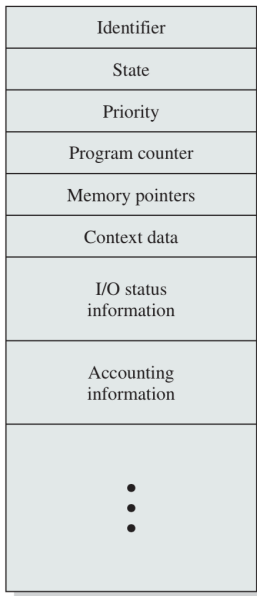 Identifier
State
Priority
Program counter
Memory pointers
Context data
I/O status
information
Accounting
information